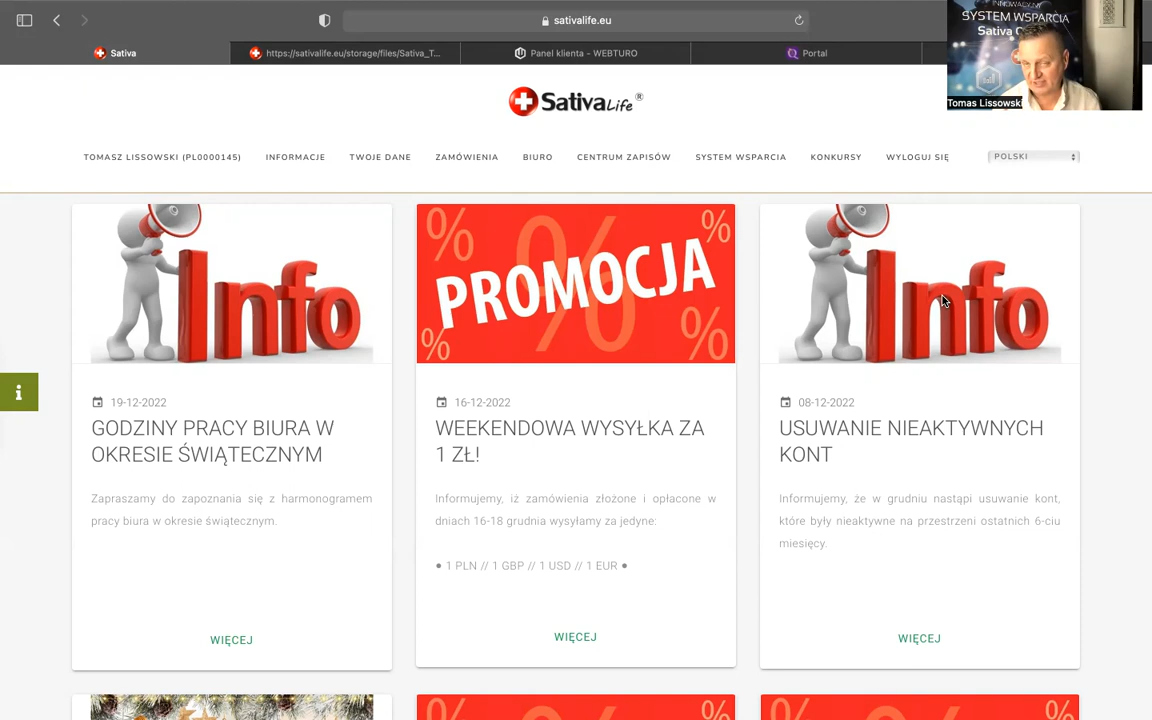 sativalife.eu
Sativa
https://sativalife.eu/storage/files/Sativa_T...
Panel klienta – WEBTURO
Portal
SYSTEM WSPARCIA
Tomas Lissowski
SativaLife®
TOMASZ LISSOWSKI (PL0000145)
INFORMACJE
TWOJE DANE
ZAMÓWIENIA
BIURO
CENTRUM ZAPISÓW
SYSTEM WSPARCIA
KONKURSY
WYLOGUJ SIĘ
POLSKI
Info
% % % PROMOCJA % %
Info
19-12-2022
GODZINY PRACY BIURA W
OKRESIE ŚWIĄTECZNYM
Zapraszamy do zapoznania się z harmonogramem
pracy biura w okresie świątecznym.
WIĘCEJ
16-12-2022
WEEKENDOWA WYSYŁKA ZA
1 ZŁ!
Informujemy, iż zamówienia złożone i opłacone w
dniach 16-18 grudnia wysyłamy za jedyne:
● 1 PLN // 1 GBP // 1 USD // 1 EUR ●
WIĘCEJ
08-12-2022
USUWANIE NIEAKTYWNYCH
KONT
Informujemy, że w grudniu nastąpi usuwanie kont,
które były nieaktywne na przestrzeni ostatnich 6-ciu
miesięcy.
WIĘCEJ